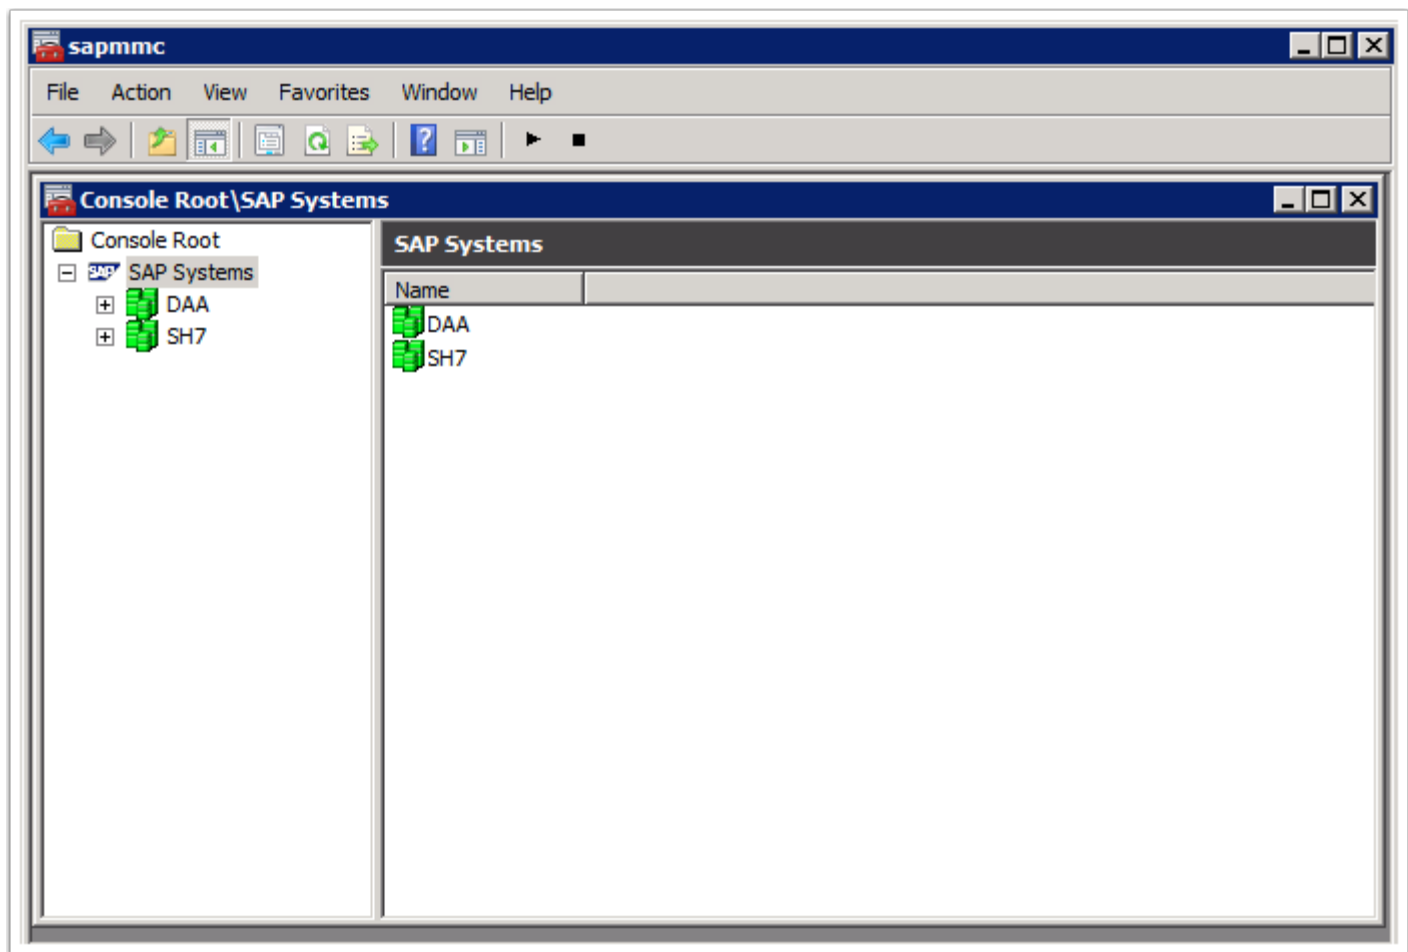 sapmmc
File Action View Favorites Window Help
Console Root\SAP Systems
Console Root
SAP SAP Systems
DAA
SH7
SAP Systems
Name
DAA
SH7